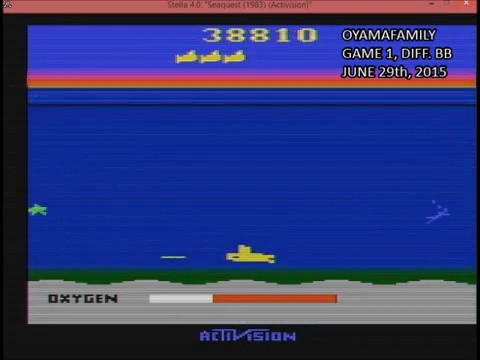 Stella 4.0: "Seaquest (1983) (Activision)"
38810
OYAMAFAMILY
GAME 1, DIFF. BB
JUNE 29th, 2015
OXYGEN
ACTIVISION